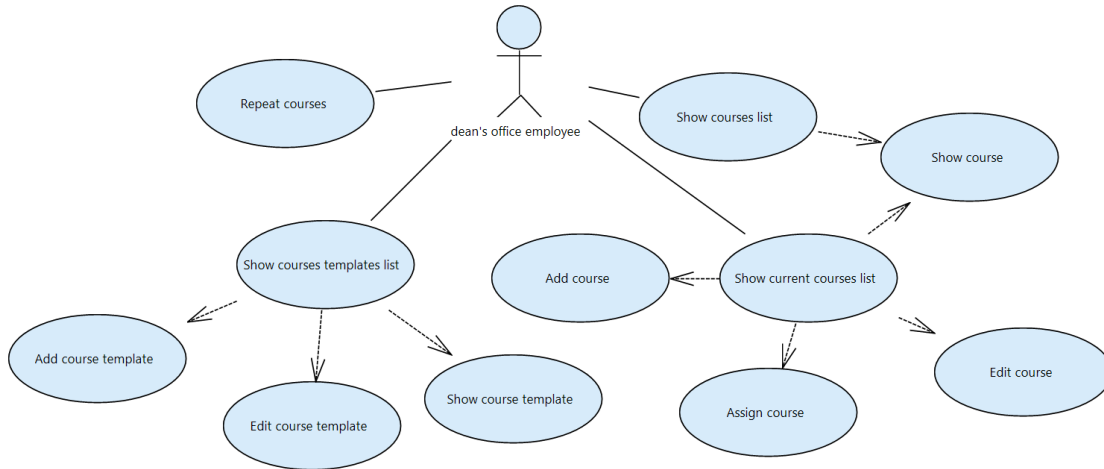 Repeat courses
Show courses list
dean's office employee
Show course
Show courses templates list
Add course
Show current courses list
Add course template
Edit course
Show course template
Assign course
Edit course template